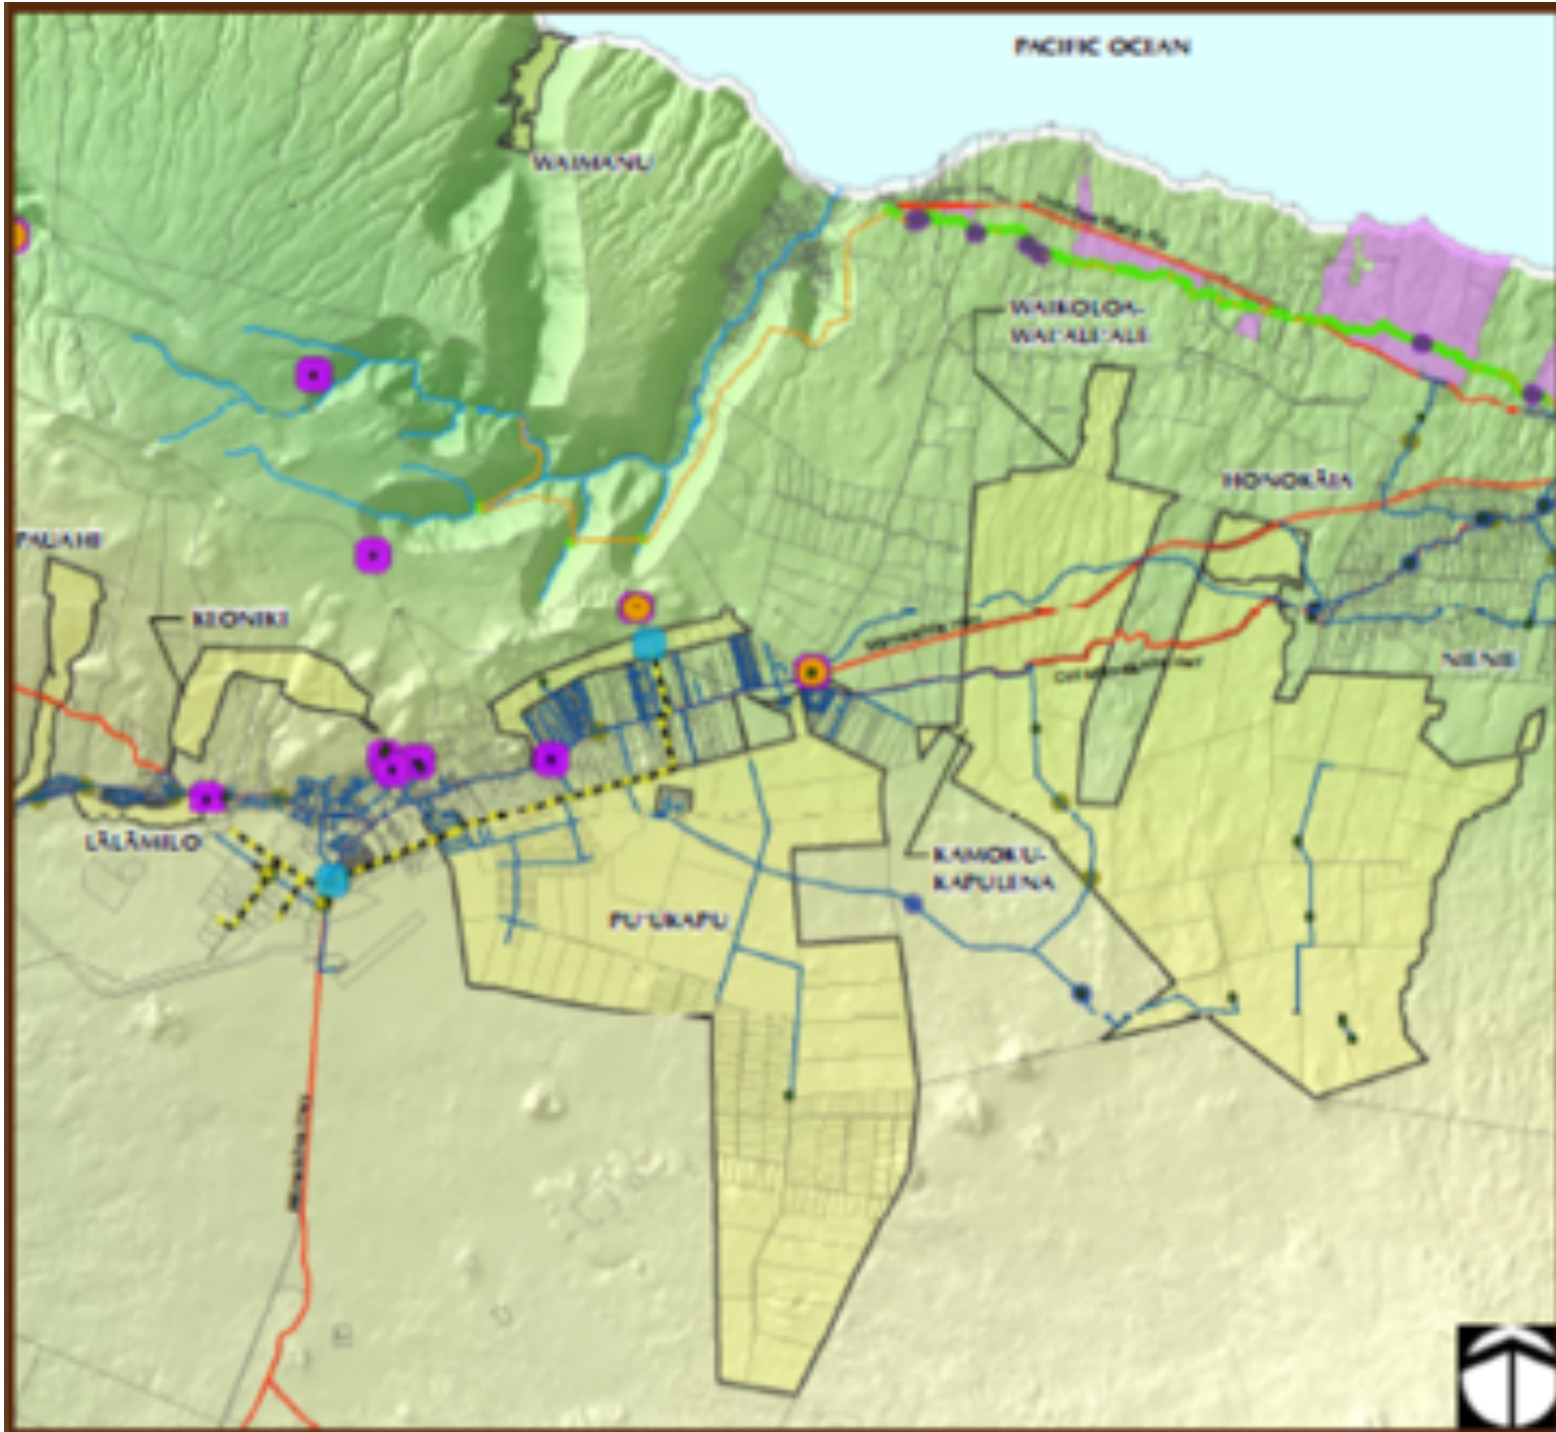 PACIFIC OCEAN
WAIMANU
WAIKOLOA-
WAI'ALE'ALE
HONOKĀIA
PAUAHI
KEONIKI
NIENIE
LĀLĀMILO
KAMOKU-
KAPULENA
PU'UKAPU